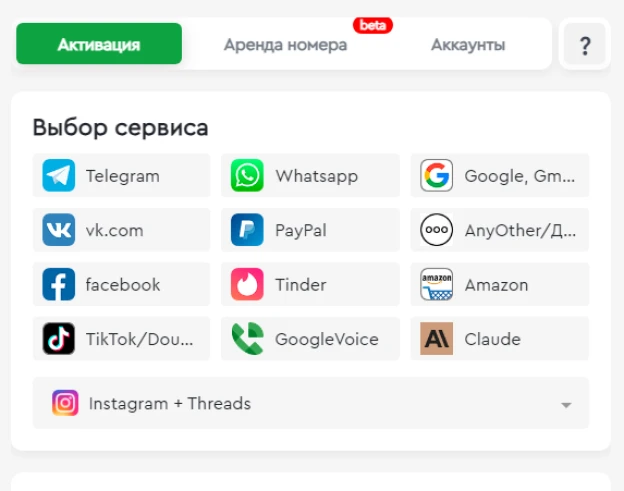 Активация
Аренда номера
beta
Аккаунты
?
Выбор сервиса
Telegram
Whatsapp
Google, Gm...
vk.com
PayPal
AnyOther/Д...
facebook
Tinder
amazon
Amazon
TikTok/Dou...
GoogleVoice
Claude
Instagram + Threads